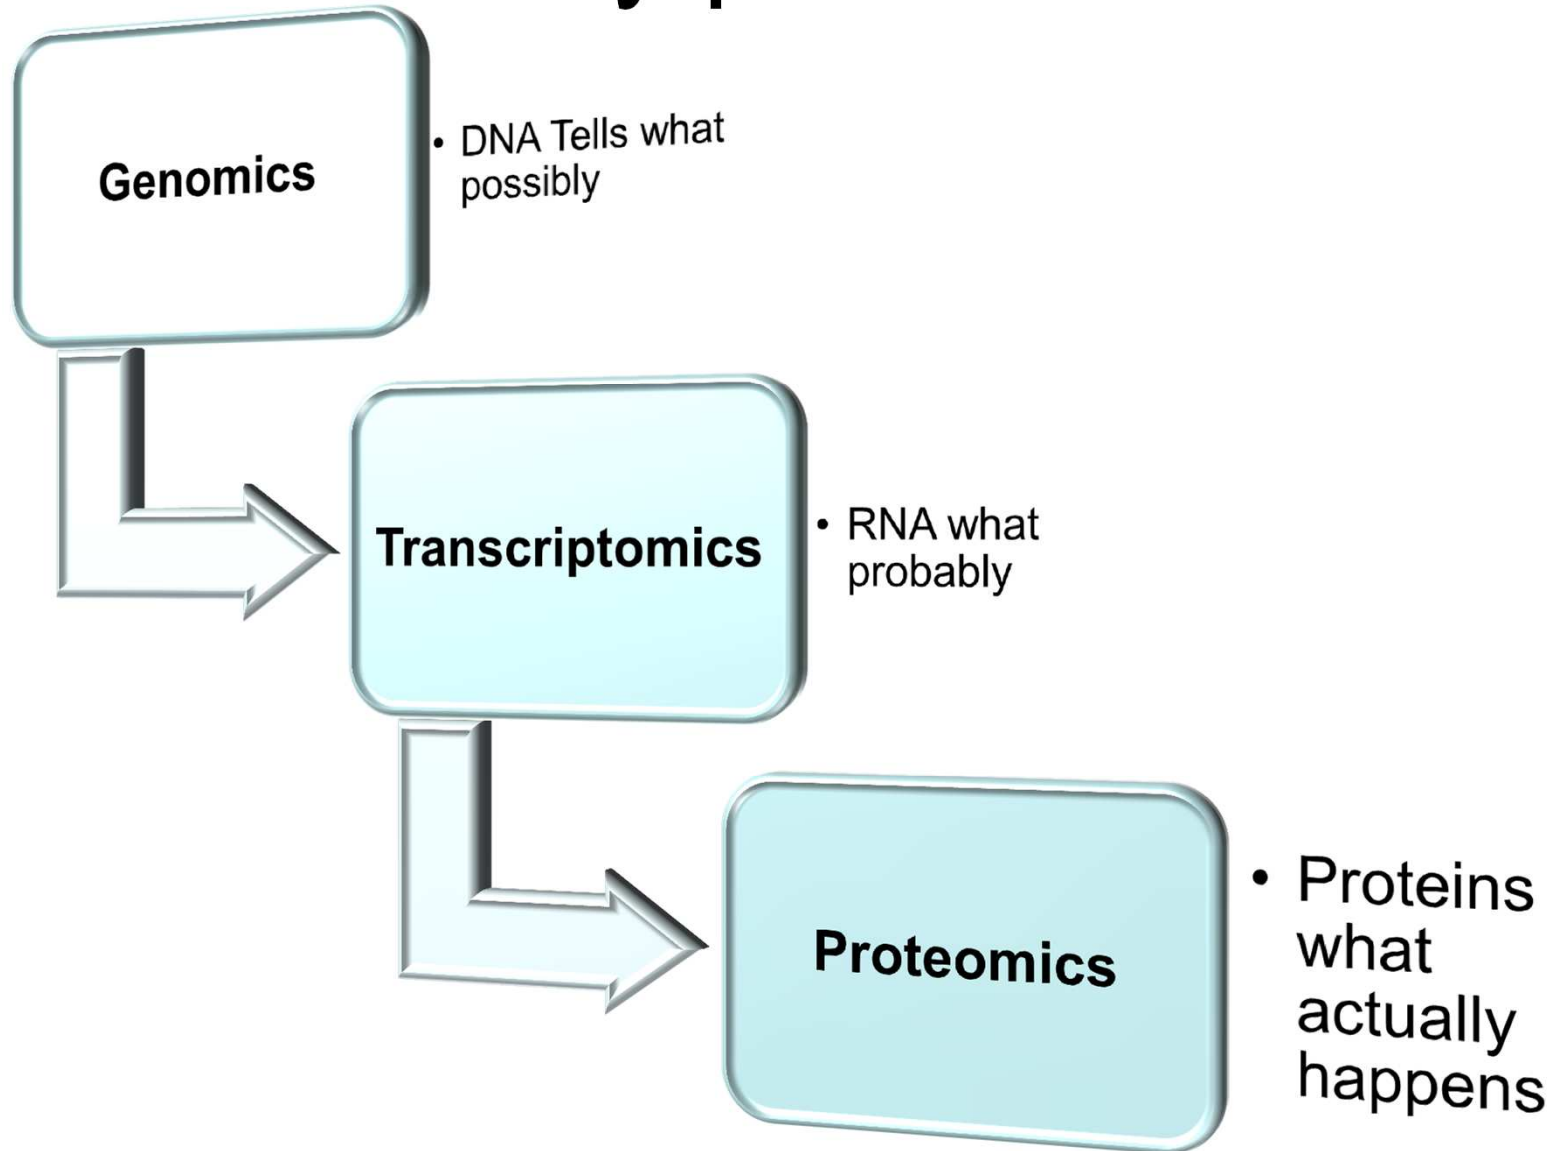 Genomics
• DNA Tells what
possibly
Transcriptomics
• RNA what
probably
Proteomics
• Proteins
what
actually
happens